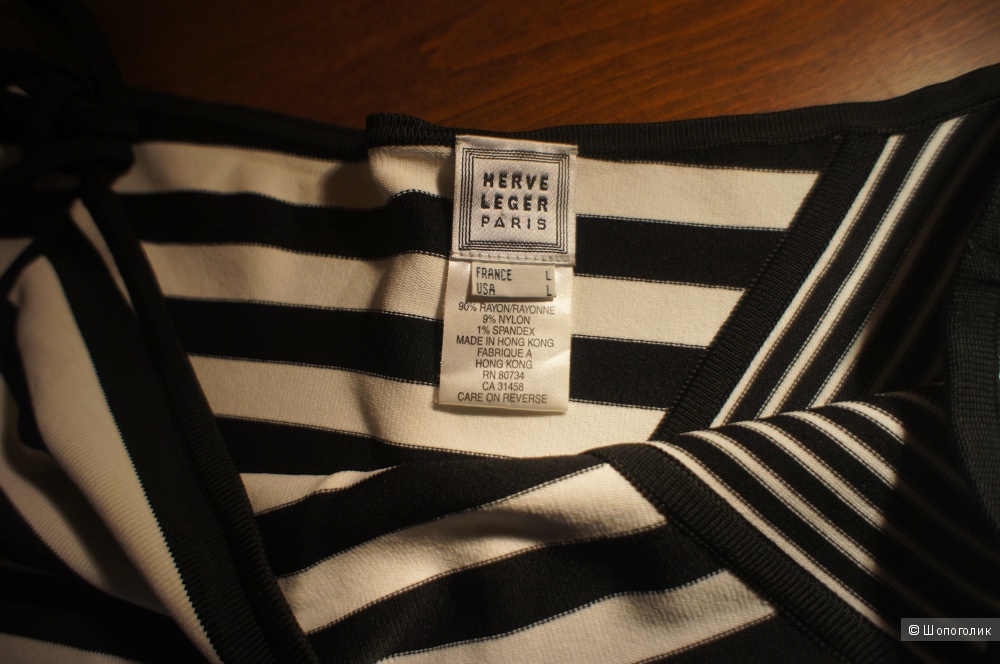 HERVE
LEGER
PARIS
FRANCE L
USA L
90% RAYON/RAYONNE
9% NYLON
1% SPANDEX
MADE IN HONG KONG
FABRIQUE A
HONG KONG
RN 80734
CA 31458
CARE ON REVERSE
© Шопоголик